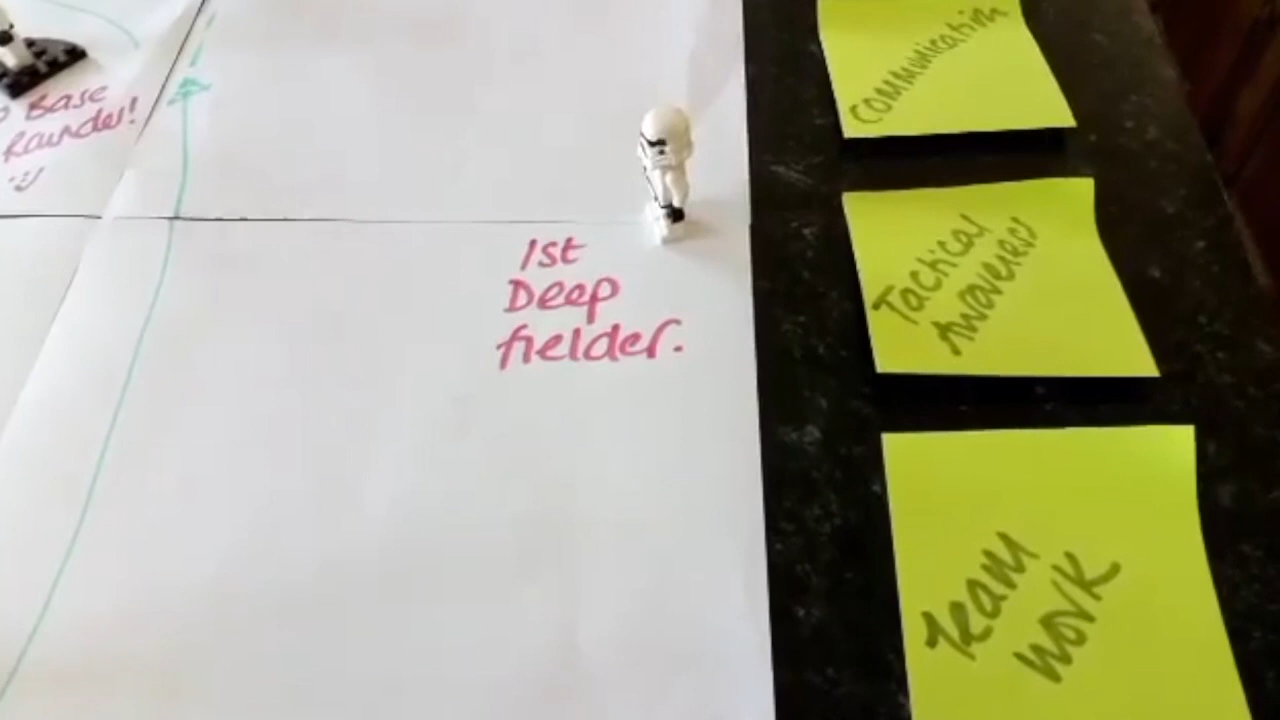 Base
Rounder!
:)
1st
Deep
fielder.
Communication
Tactical
Awareness
Team
work